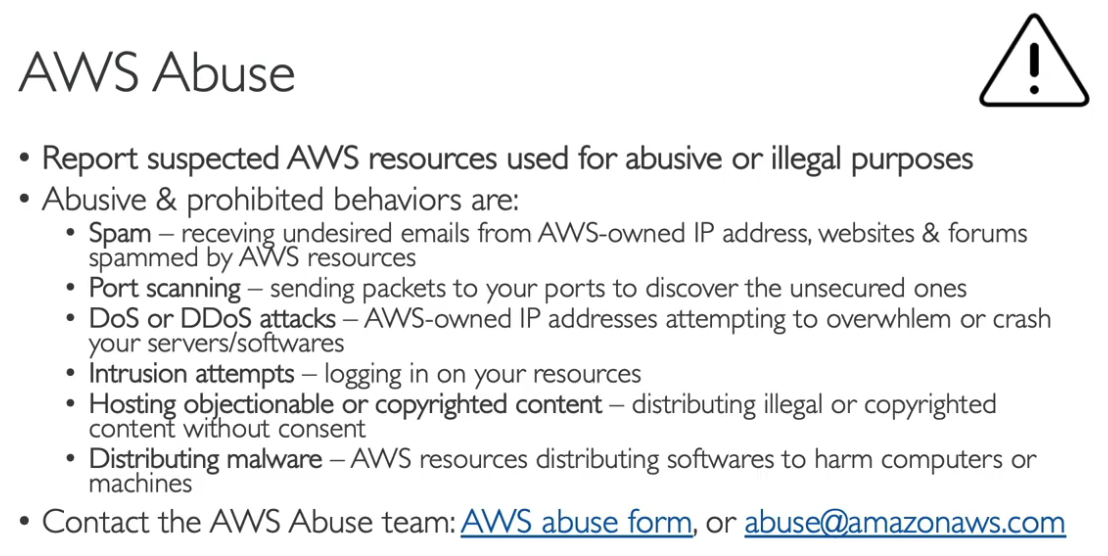 AWS Abuse
• Report suspected AWS resources used for abusive or illegal purposes
• Abusive & prohibited behaviors are:
• Spam – receving undesired emails from AWS-owned IP address, websites & forums
spammed by AWS resources
• Port scanning – sending packets to your ports to discover the unsecured ones
• DoS or DDoS attacks – AWS-owned IP addresses attempting to overwhlem or crash
your servers/softwares
• Intrusion attempts – logging in on your resources
• Hosting objectionable or copyrighted content – distributing illegal or copyrighted
content without consent
• Distributing malware – AWS resources distributing softwares to harm computers or
machines
• Contact the AWS Abuse team: AWS abuse form, or abuse@amazonaws.com